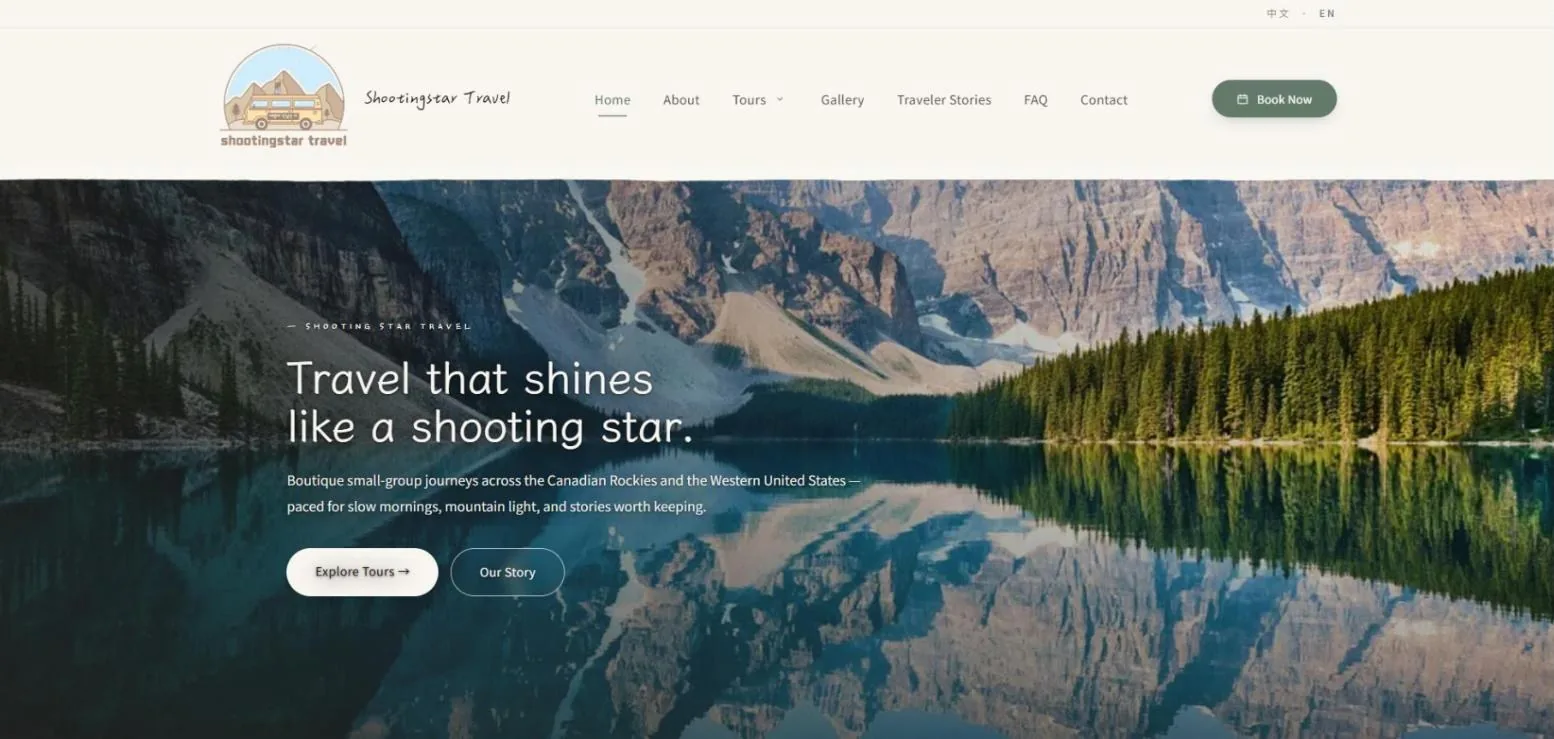 中文 · EN
shootingstar travel
Shootingstar Travel
Home About Tours Gallery Traveler Stories FAQ Contact
Book Now
— SHOOTING STAR TRAVEL
Travel that shines
like a shooting star.
Boutique small-group journeys across the Canadian Rockies and the Western United States —
paced for slow mornings, mountain light, and stories worth keeping.
Explore Tours →
Our Story